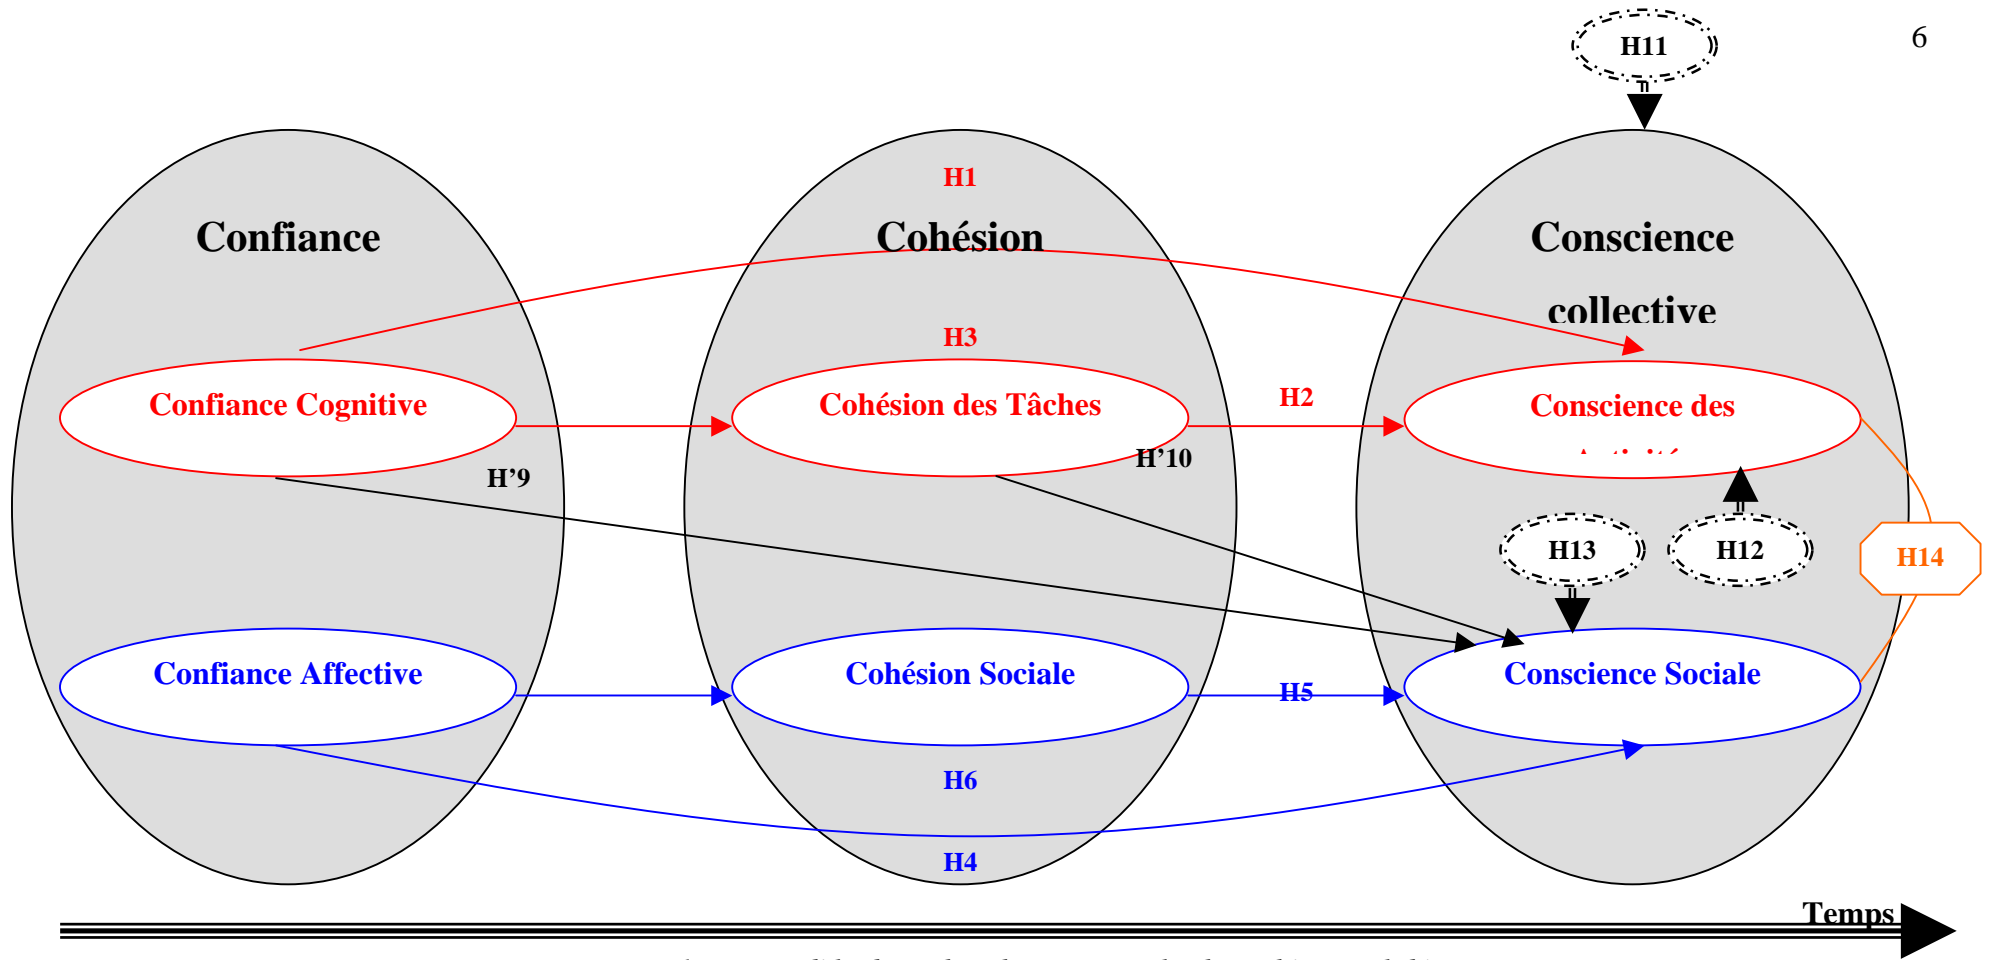 6
H11
H1
Confiance
Cohésion
Conscience
collective
H3
Confiance Cognitive
Cohésion des Tâches
H2
Conscience des
H'9
H'10
H13
H12
H14
Confiance Affective
Cohésion Sociale
H5
Conscience Sociale
H6
H4
Temps